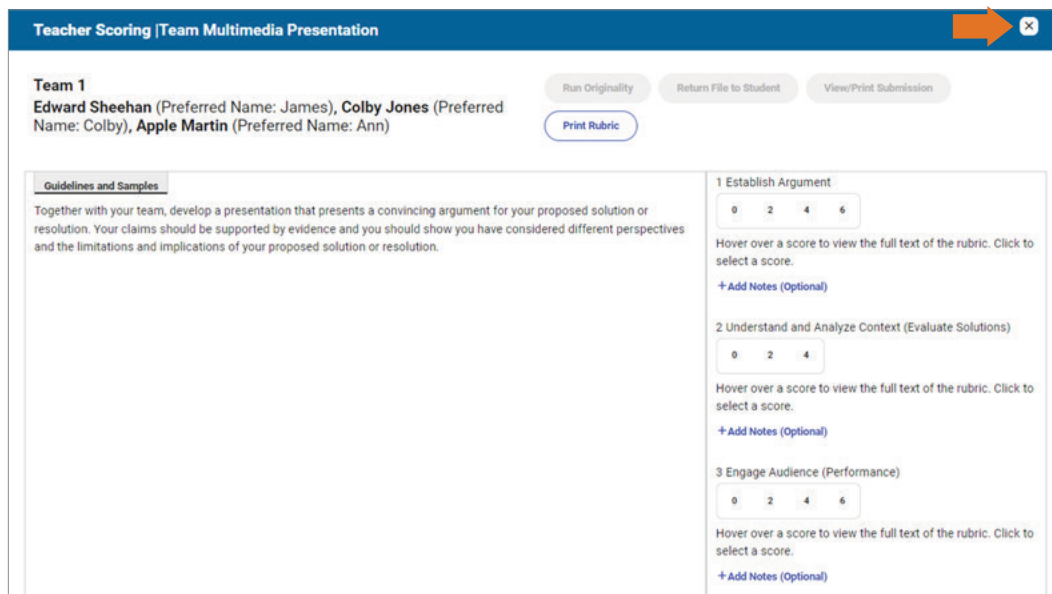 Teacher Scoring |Team Multimedia Presentation
Team 1
Edward Sheehan (Preferred Name: James), Colby Jones (Preferred
Name: Colby), Apple Martin (Preferred Name: Ann)
Run Originality
Return File to Student
View/Print Submission
Print Rubric
Guidelines and Samples
Together with your team, develop a presentation that presents a convincing argument for your proposed solution or
resolution. Your claims should be supported by evidence and you should show you have considered different perspectives
and the limitations and implications of your proposed solution or resolution.
1 Establish Argument
0 2 4 6
Hover over a score to view the full text of the rubric. Click to
select a score.
+Add Notes (Optional)
2 Understand and Analyze Context (Evaluate Solutions)
0 2 4
Hover over a score to view the full text of the rubric. Click to
select a score.
+Add Notes (Optional)
3 Engage Audience (Performance)
0 2 4 6
Hover over a score to view the full text of the rubric. Click to
select a score.
+Add Notes (Optional)